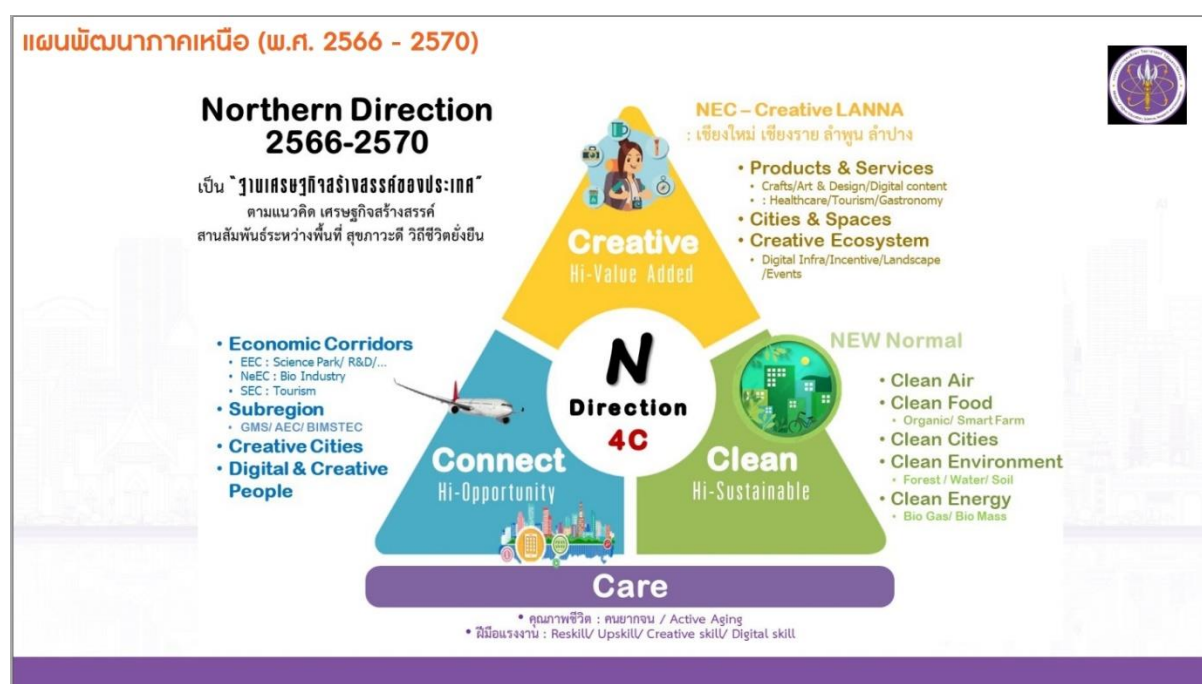 แผนพัฒนาภาคเหนือ (พ.ศ. 2566 - 2570)
Northern Direction
2566-2570
เป็น "ฐานเศรษฐกิจสร้างสรรค์ของประเทศ"
ตามแนวคิด เศรษฐกิจสร้างสรรค์
สานสัมพันธ์ระหว่างพื้นที่ สุขภาวะดี วิถีชีวิตยั่งยืน
NEC – Creative LANNA
: เชียงใหม่ เชียงราย ลำพูน ลำปาง
• Products & Services
• Crafts/Art & Design/Digital content
• : Healthcare/Tourism/Gastronomy
• Cities & Spaces
• Creative Ecosystem
• Digital Infra/Incentive/Landscape
/Events
Creative
Hi-Value Added
• Economic Corridors
• EEC : Science Park/ R&D/...
• NeEC : Bio Industry
• SEC : Tourism
• Subregion
• GMS/ AEC/ BIMSTEC
• Creative Cities
• Digital & Creative
People
Connect
Hi-Opportunity
N
Direction
4C
Clean
Hi-Sustainable
NEW Normal
• Clean Air
• Clean Food
• Organic/ Smart Farm
• Clean Cities
• Clean Environment
• Forest / Water/ Soil
• Clean Energy
• Bio Gas/ Bio Mass
Care
• คุณภาพชีวิต : คนยากจน / Active Aging
• ฝีมือแรงงาน : Reskill/ Upskill/ Creative skill/ Digital skill